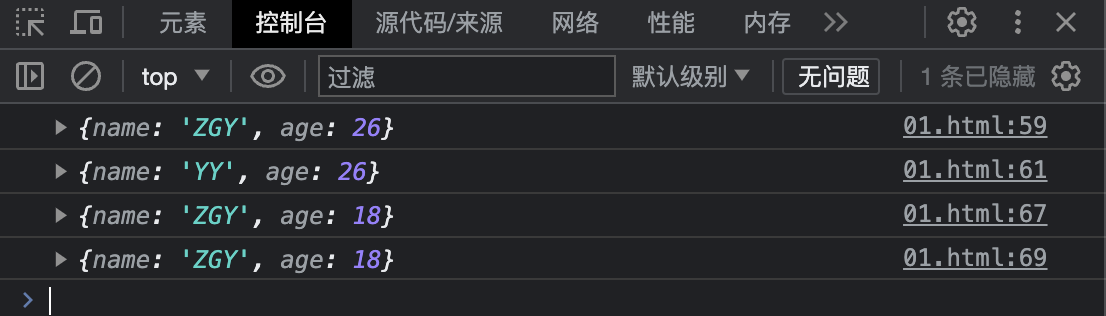 元素 控制台 源代码/来源 网络 性能 内存
top 过滤 默认级别 无问题 1 条已隐藏
{name: 'ZGY', age: 26} 01.html:59
{name: 'YY', age: 26} 01.html:61
{name: 'ZGY', age: 18} 01.html:67
{name: 'ZGY', age: 18} 01.html:69